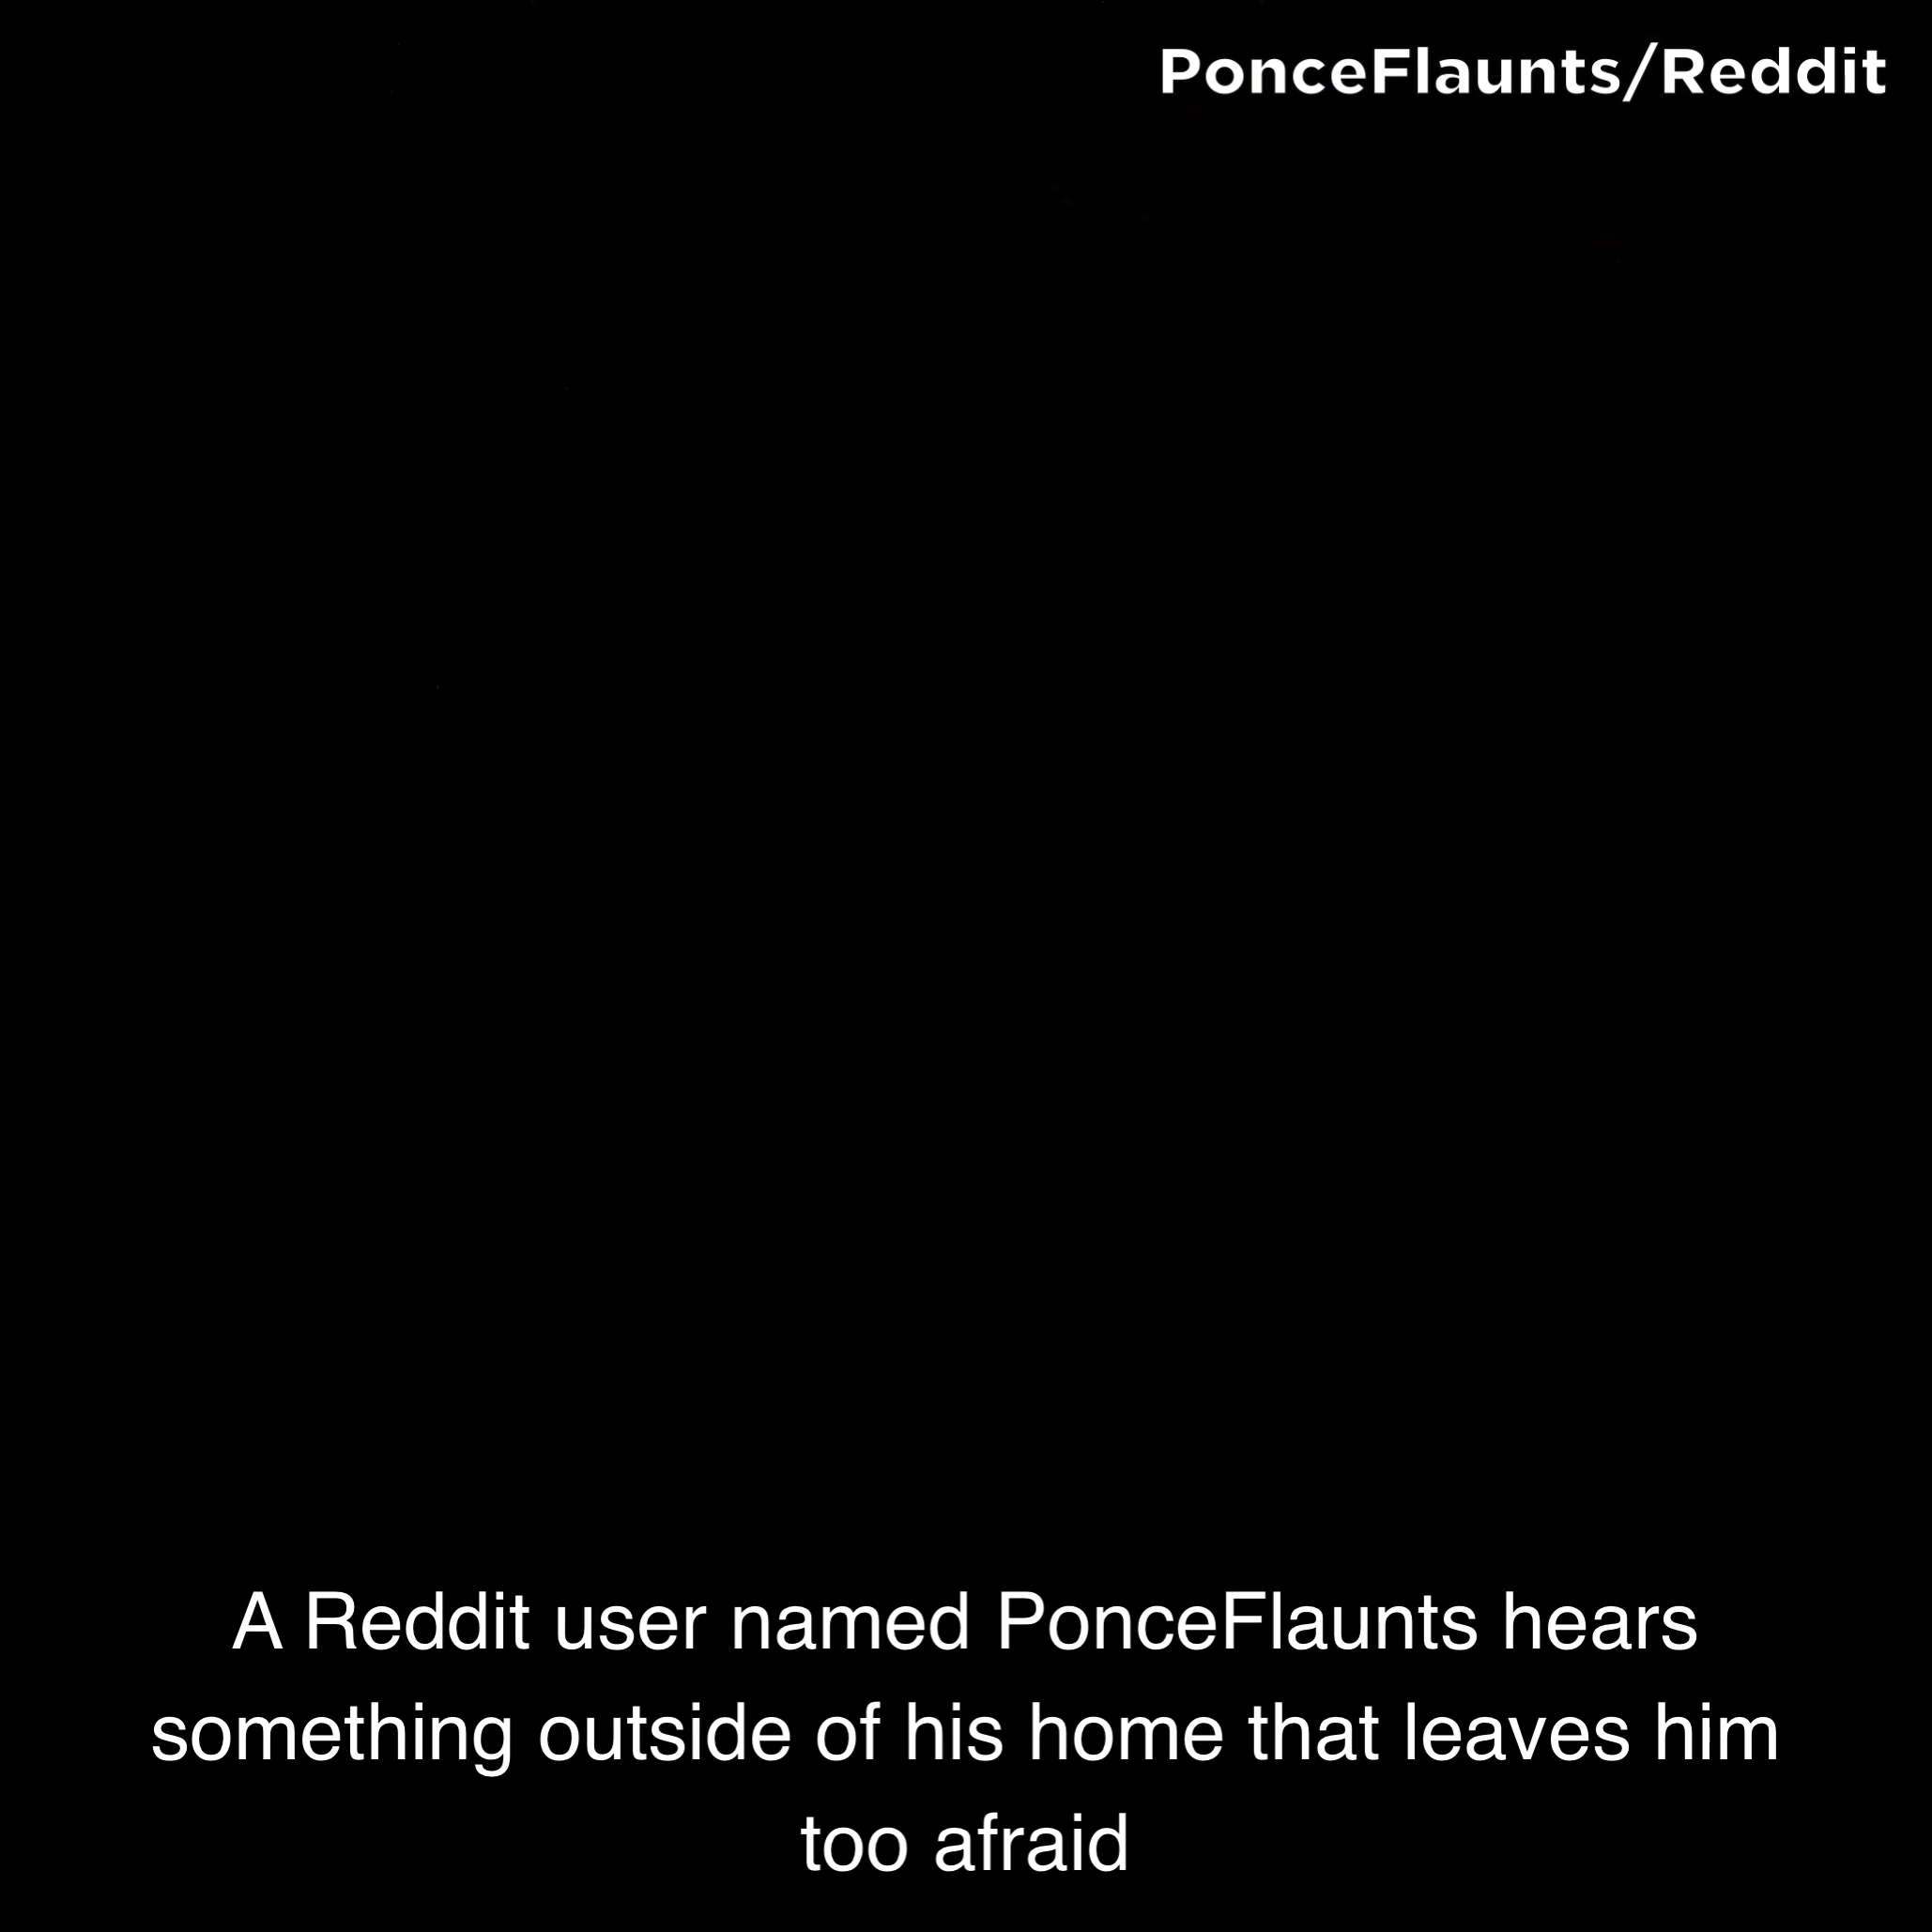 PonceFlaunts/Reddit
A Reddit user named PonceFlaunts hears
something outside of his home that leaves him
too afraid